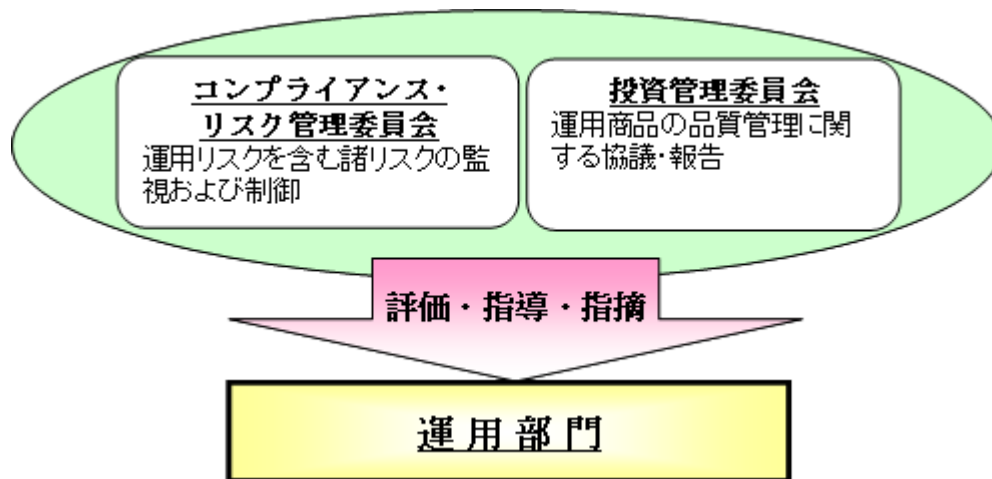 コンプライアンス・
リスク管理委員会
運用リスクを含む諸リスクの監
視および制御
投資管理委員会
運用商品の品質管理に関
する協議・報告
評価・指導・指摘
運用部門